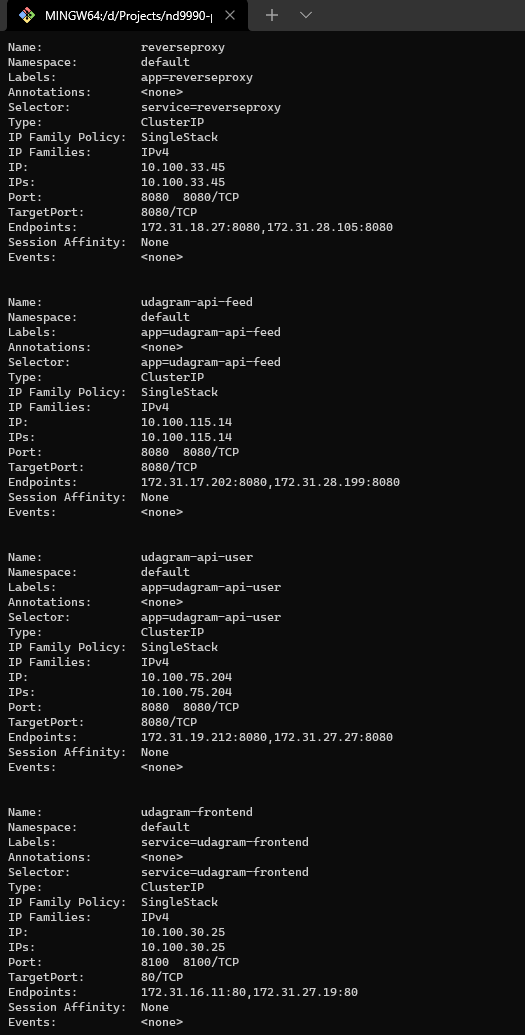 MINGW64:/d/Projects/nd9990-p
Name:              reverseproxy
Namespace:         default
Labels:            app=reverseproxy
Annotations:       <none>
Selector:          service=reverseproxy
Type:              ClusterIP
IP Family Policy:  SingleStack
IP Families:       IPv4
IP:                10.100.33.45
IPs:               10.100.33.45
Port:              8080  8080/TCP
TargetPort:        8080/TCP
Endpoints:         172.31.18.27:8080,172.31.28.105:8080
Session Affinity:  None
Events:            <none>
Name:              udagram-api-feed
Namespace:         default
Labels:            app=udagram-api-feed
Annotations:       <none>
Selector:          app=udagram-api-feed
Type:              ClusterIP
IP Family Policy:  SingleStack
IP Families:       IPv4
IP:                10.100.115.14
IPs:               10.100.115.14
Port:              8080  8080/TCP
TargetPort:        8080/TCP
Endpoints:         172.31.17.202:8080,172.31.28.199:8080
Session Affinity:  None
Events:            <none>
Name:              udagram-api-user
Namespace:         default
Labels:            app=udagram-api-user
Annotations:       <none>
Selector:          app=udagram-api-user
Type:              ClusterIP
IP Family Policy:  SingleStack
IP Families:       IPv4
IP:                10.100.75.204
IPs:               10.100.75.204
Port:              8080  8080/TCP
TargetPort:        8080/TCP
Endpoints:         172.31.19.212:8080,172.31.27.27:8080
Session Affinity:  None
Events:            <none>
Name:              udagram-frontend
Namespace:         default
Labels:            service=udagram-frontend
Annotations:       <none>
Selector:          service=udagram-frontend
Type:              ClusterIP
IP Family Policy:  SingleStack
IP Families:       IPv4
IP:                10.100.30.25
IPs:               10.100.30.25
Port:              8100  8100/TCP
TargetPort:        80/TCP
Endpoints:         172.31.16.11:80,172.31.27.19:80
Session Affinity:  None
Events:            <none>